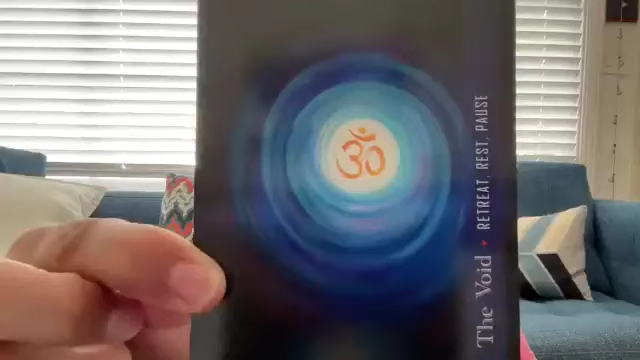 ॐ
The Void ♦ RETREAT, REST, PAUSE